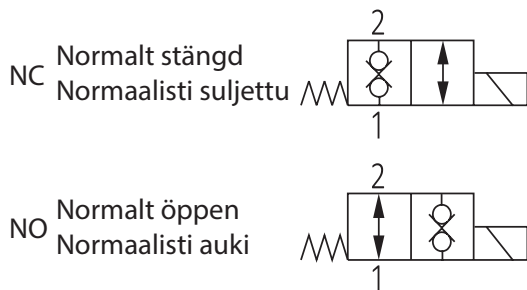 2
NC Normalt stängd
Normaalisti suljettu
1
2
NO Normalt öppen
Normaalisti auki
1